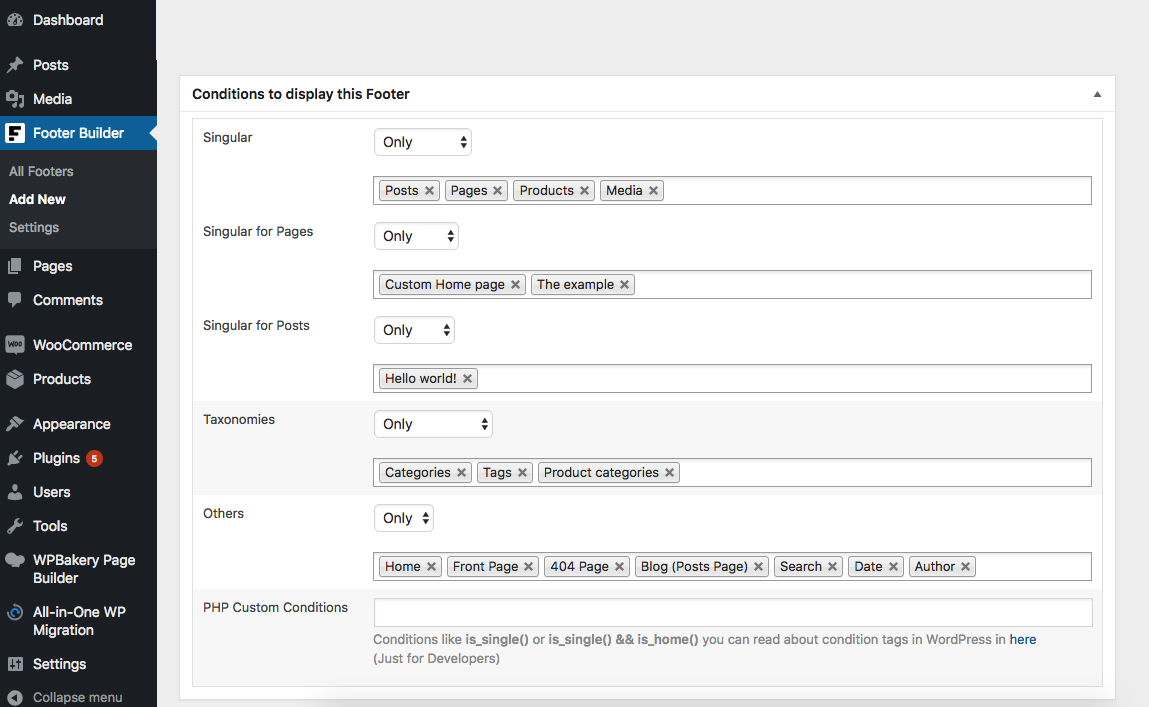 Dashboard
Posts
Media
Footer Builder
All Footers
Add New
Settings
Pages
Comments
WooCommerce
Products
Appearance
Plugins 5
Users
Tools
WPBakery Page
Builder
All-in-One WP
Migration
Settings
Collapse menu
Conditions to display this Footer
Singular Only
Posts Pages Products Media
Singular for Pages Only
Custom Home page The example
Singular for Posts Only
Hello world!
Taxonomies Only
Categories Tags Product categories
Others Only
Home Front Page 404 Page Blog (Posts Page) Search Date Author
PHP Custom Conditions
Conditions like is_single() or is_single() && is_home() you can read about condition tags in WordPress in here
(Just for Developers)